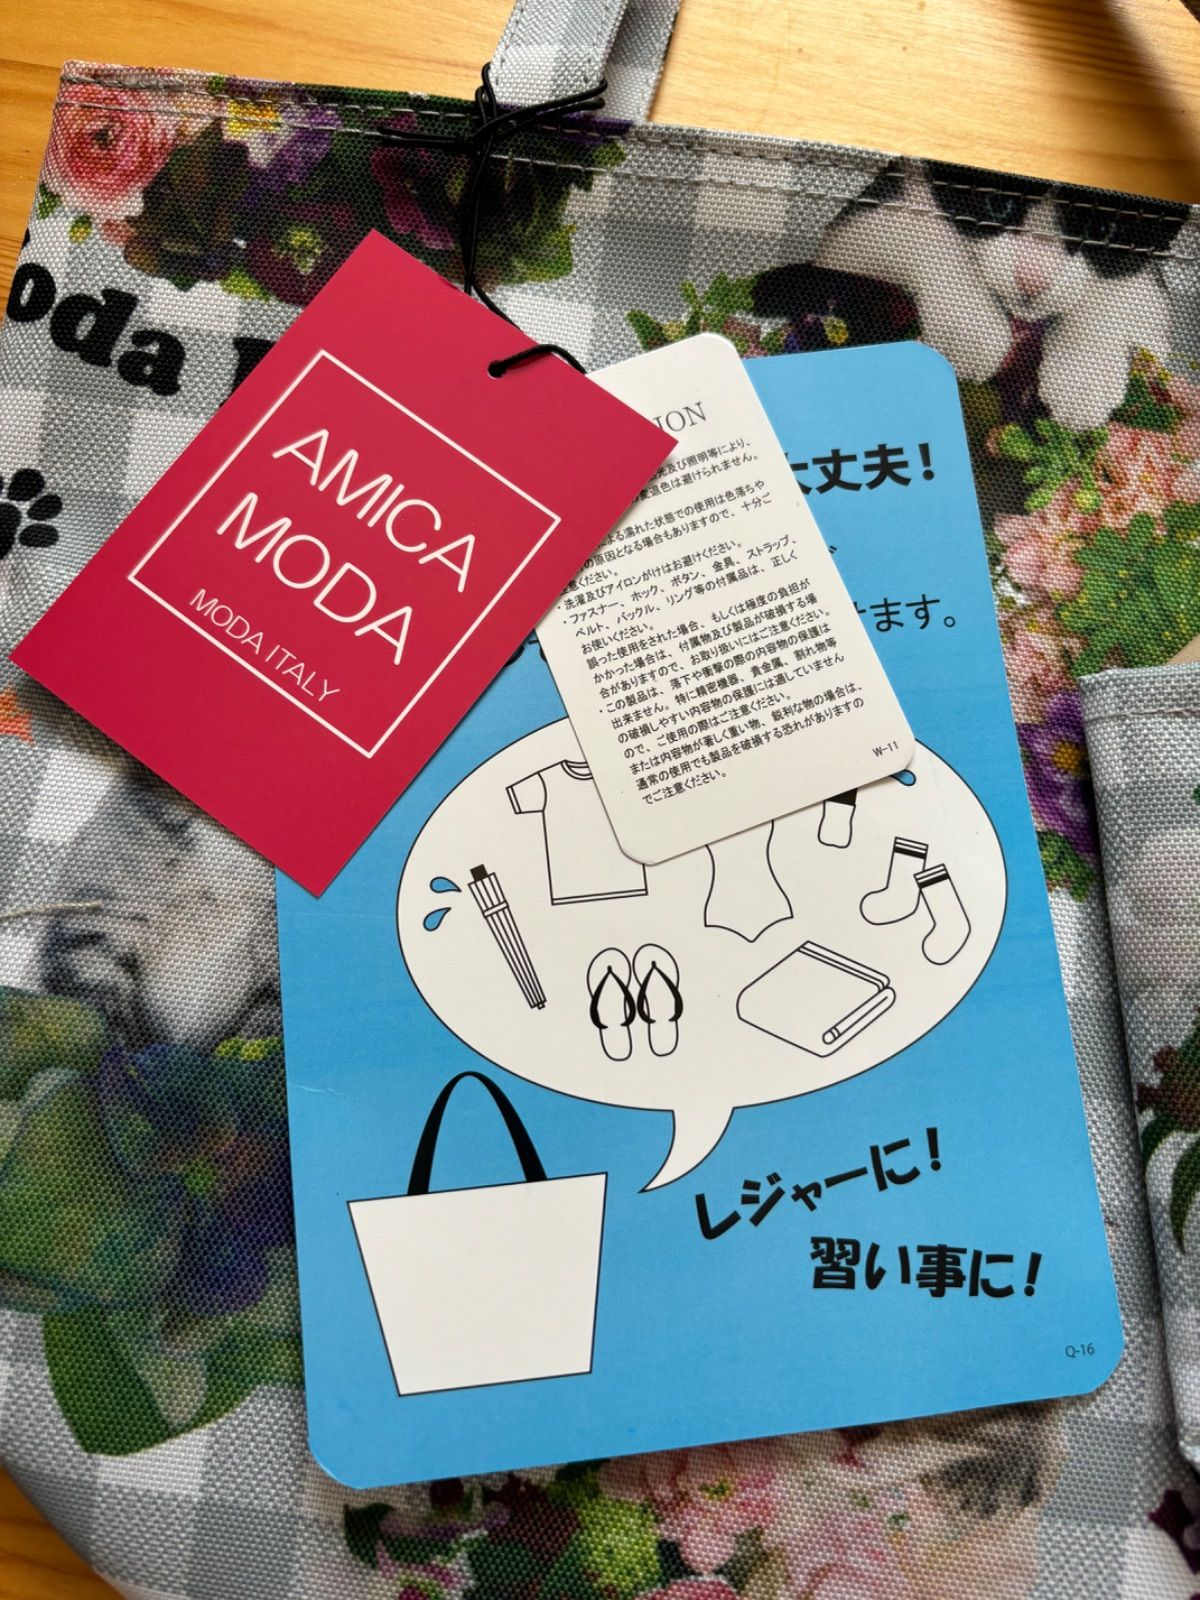 oda
AMICA
MODA
MODA ITALY
光及び照明等により、
変退色は避けられません。
よる濡れた状態での使用は色落ちや
の原因となる場合もありますので、十分ご
注意ください。
・洗濯及びアイロンがけはお避けください。
・ファスナー、ホック、ボタン、金具、ストラップ、
ベルト、バックル、リング等の付属品は、正しく
お使いください。
誤った使用をされた場合、もしくは極度の負担が
かかった場合は、付属物及び製品が破損する場
合がありますので、お取り扱いにはご注意ください。
・この製品は、落下や衝撃の際の内容物の保護は
出来ません。特に精密機器、貴金属、割れ物等
の破損しやすい内容物の保護には適していません
ので、ご使用の際はご注意ください。
または内容物が著しく重い物、鋭利な物の場合は、
通常の使用でも製品を破損する恐れがありますの
でご注意ください。
W-11
大丈夫!
けます。
レジャーに!
習い事に!
Q-16